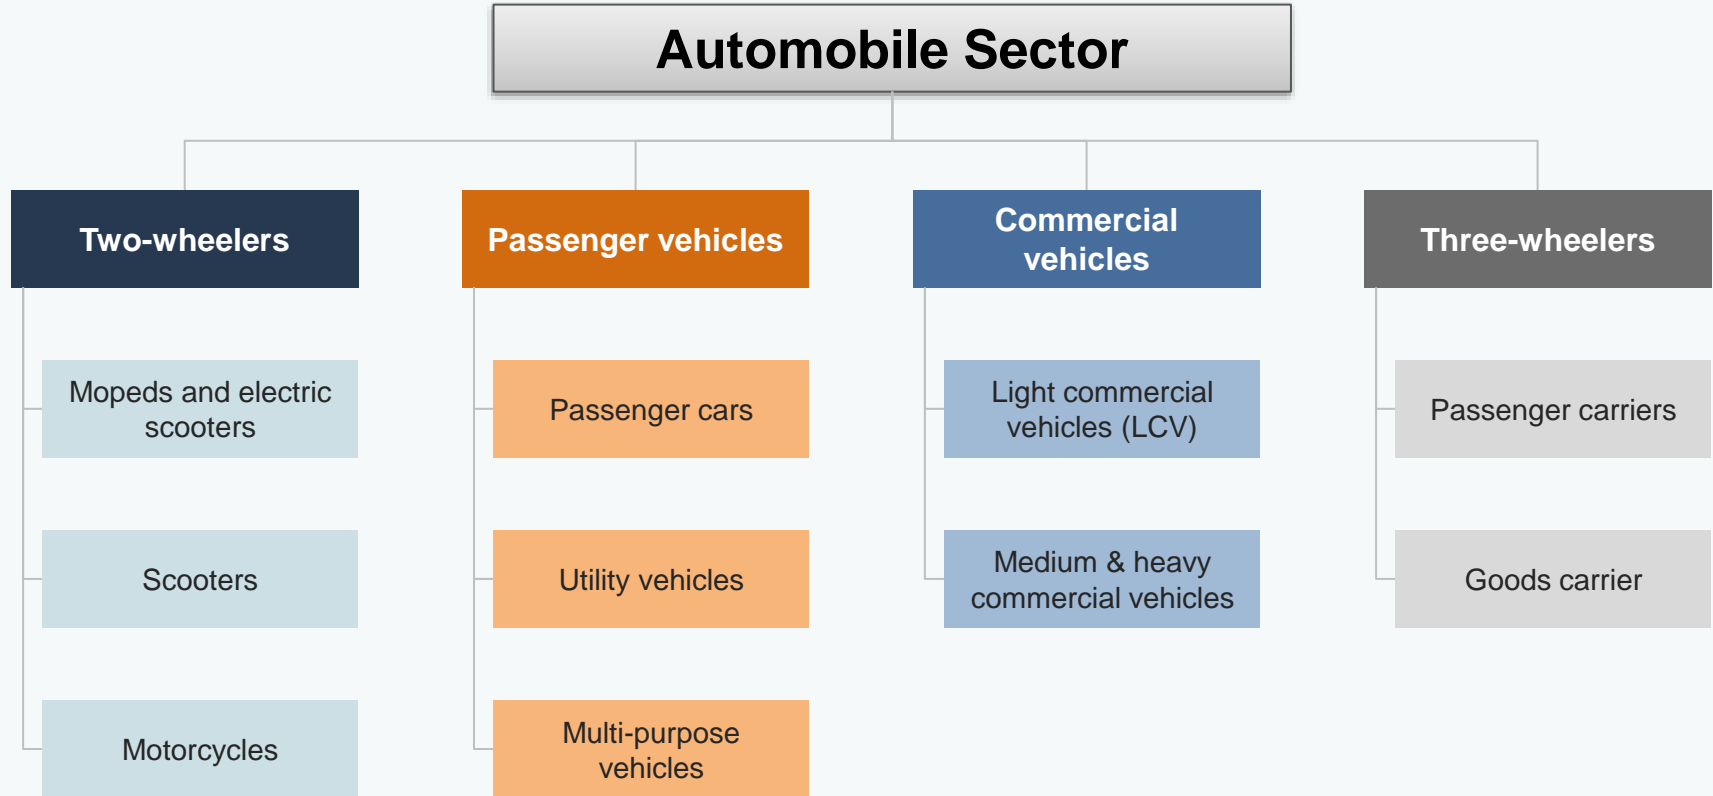 Automobile Sector
Two-wheelers
Passenger vehicles
Commercial
vehicles
Three-wheelers
Mopeds and electric
scooters
Passenger cars
Light commercial
vehicles (LCV)
Passenger carriers
Scooters
Utility vehicles
Medium & heavy
commercial vehicles
Goods carrier
Motorcycles
Multi-purpose
vehicles